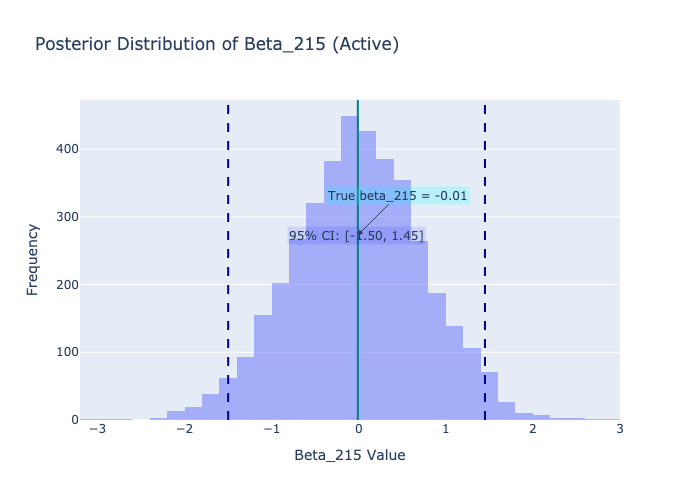 Posterior Distribution of Beta_215 (Active)
400
300
200
100
0
Frequency
True beta_215 = -0.01
95% CI: [-1.50, 1.45]
−3 −2 −1 0 1 2 3
Beta_215 Value